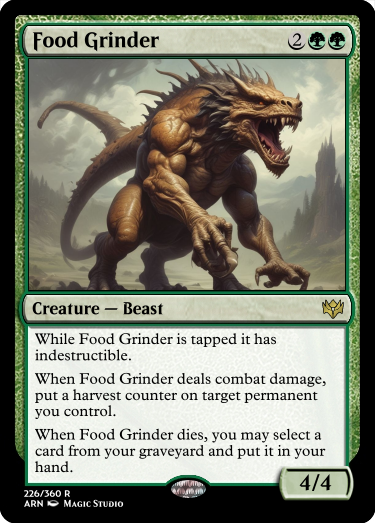 Food Grinder 2
Creature — Beast
While Food Grinder is tapped it has
indestructible.
When Food Grinder deals combat damage,
put a harvest counter on target permanent
you control.
When Food Grinder dies, you may select a
card from your graveyard and put it in your
hand.
4/4
226/360 R
ARN Magic Studio